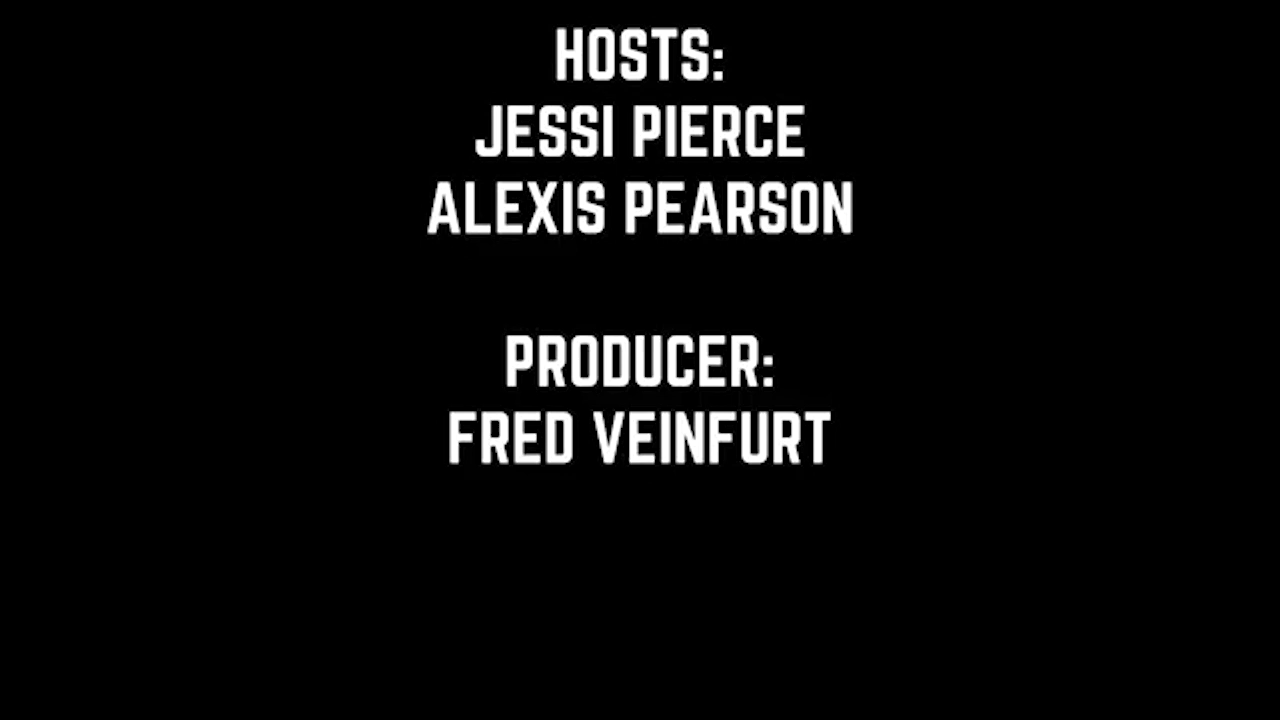 HOSTS:
JESSI PIERCE
ALEXIS PEARSON
PRODUCER:
FRED VEINFURT